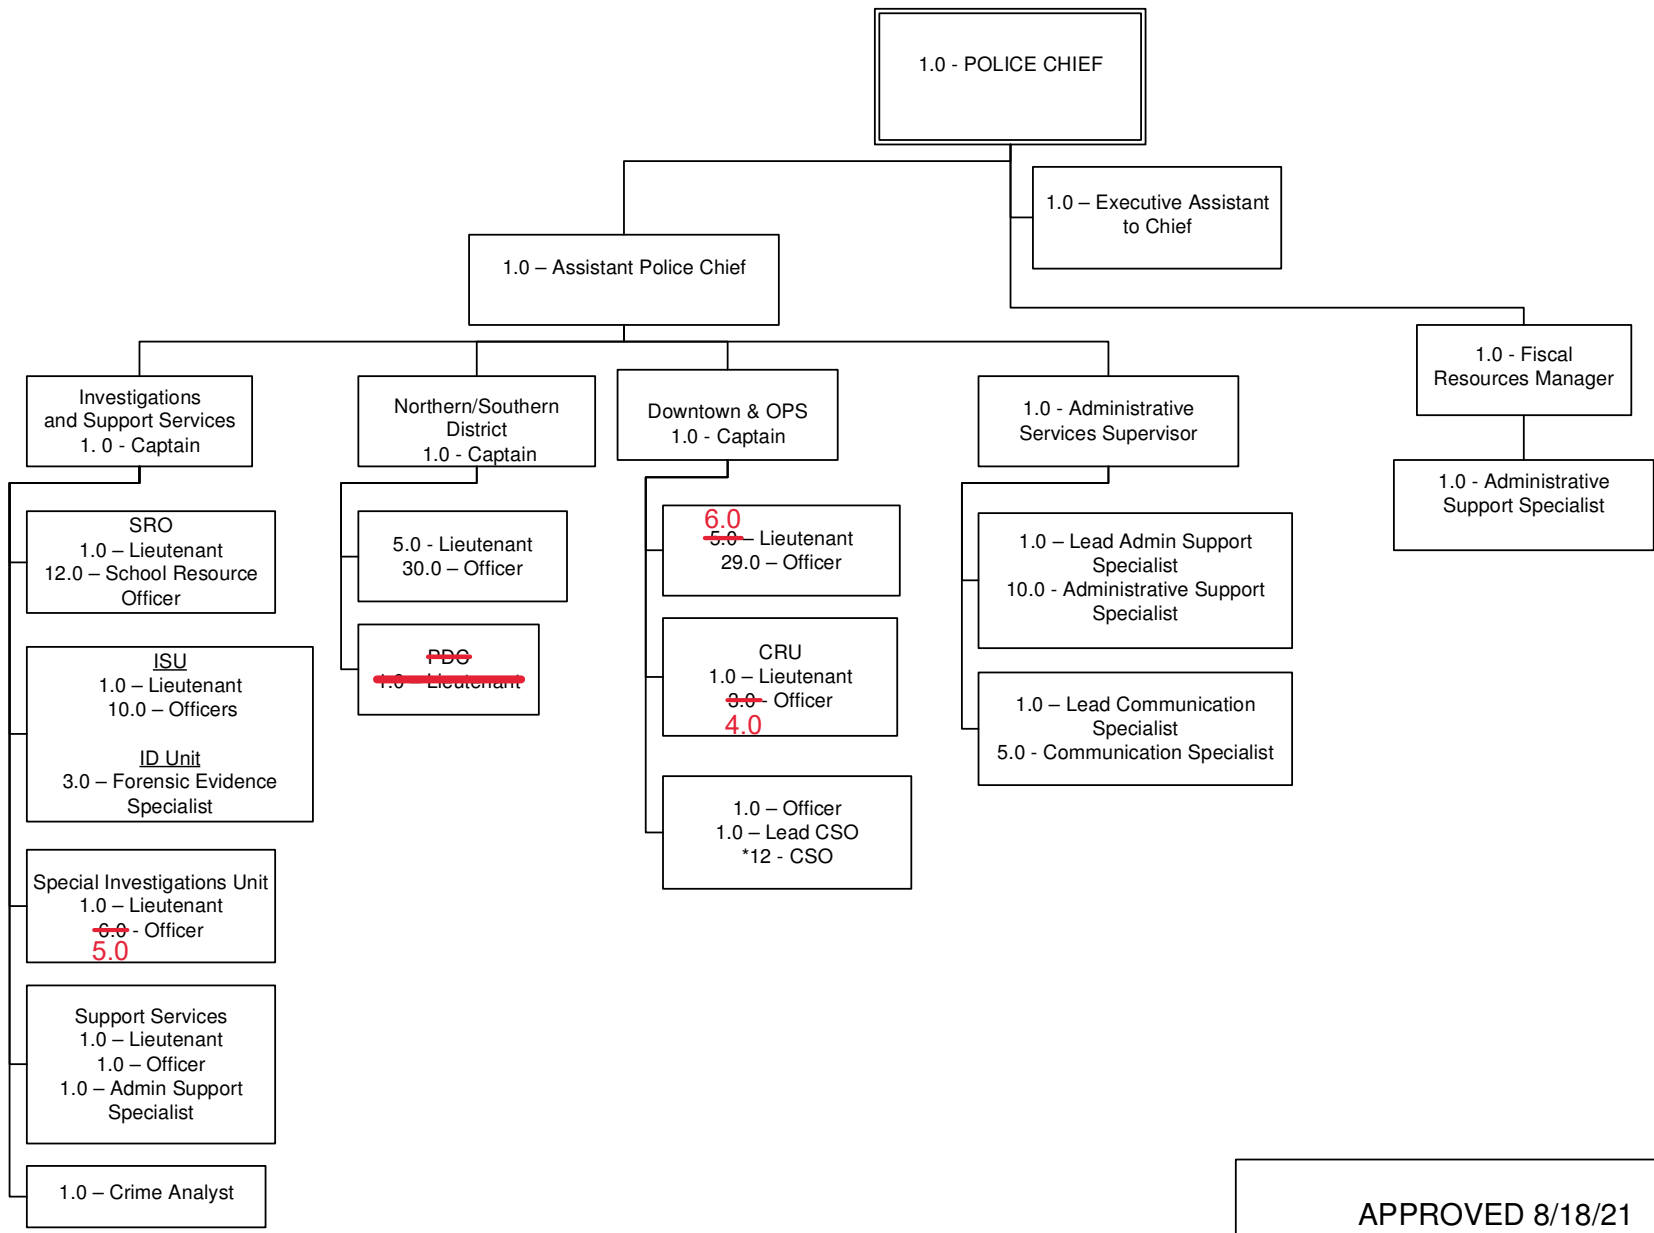 1.0 - POLICE CHIEF
1.0 – Executive Assistant
to Chief
1.0 – Assistant Police Chief
1.0 - Fiscal
Resources Manager
1.0 - Administrative
Support Specialist
Investigations
and Support Services
1. 0 - Captain
SRO
1.0 – Lieutenant
12.0 – School Resource
Officer
ISU
1.0 – Lieutenant
10.0 – Officers
ID Unit
3.0 – Forensic Evidence
Specialist
Special Investigations Unit
1.0 – Lieutenant
6.0 - Officer
5.0
Support Services
1.0 – Lieutenant
1.0 – Officer
1.0 – Admin Support
Specialist
1.0 – Crime Analyst
Northern/Southern
District
1.0 - Captain
5.0 - Lieutenant
30.0 – Officer
PDC
1.0 – Lieutenant
Downtown & OPS
1.0 - Captain
6.0
5.0 – Lieutenant
29.0 – Officer
CRU
1.0 – Lieutenant
3.0 - Officer
4.0
1.0 – Officer
1.0 – Lead CSO
*12 - CSO
1.0 - Administrative
Services Supervisor
1.0 – Lead Admin Support
Specialist
10.0 - Administrative Support
Specialist
1.0 – Lead Communication
Specialist
5.0 - Communication Specialist
APPROVED 8/18/21